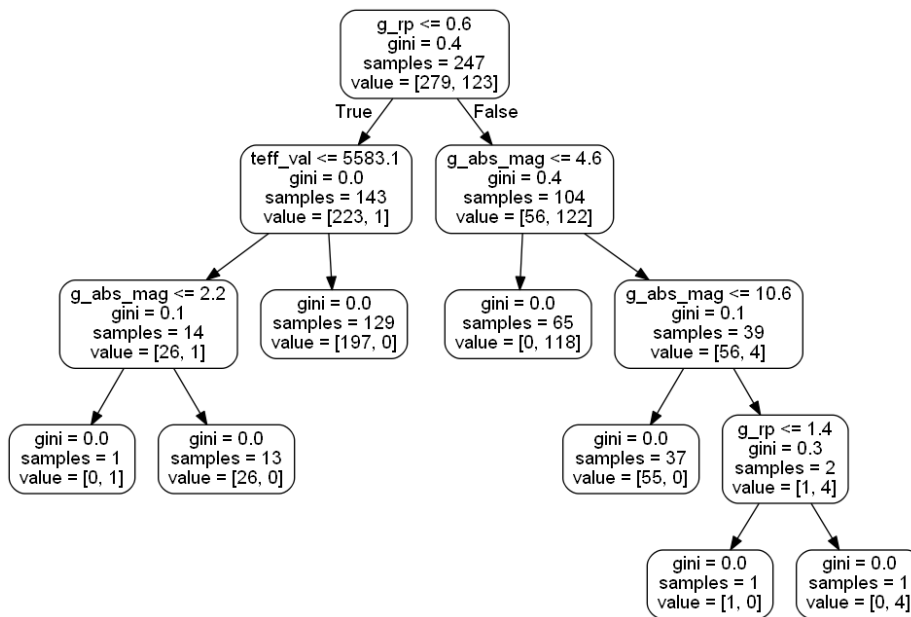 g_rp <= 0.6
gini = 0.4
samples = 247
value = [279, 123]
True
False
teff_val <= 5583.1
gini = 0.0
samples = 143
value = [223, 1]
g_abs_mag <= 4.6
gini = 0.4
samples = 104
value = [56, 122]
g_abs_mag <= 2.2
gini = 0.1
samples = 14
value = [26, 1]
gini = 0.0
samples = 129
value = [197, 0]
gini = 0.0
samples = 65
value = [0, 118]
g_abs_mag <= 10.6
gini = 0.1
samples = 39
value = [56, 4]
gini = 0.0
samples = 1
value = [0, 1]
gini = 0.0
samples = 13
value = [26, 0]
gini = 0.0
samples = 37
value = [55, 0]
g_rp <= 1.4
gini = 0.3
samples = 2
value = [1, 4]
gini = 0.0
samples = 1
value = [1, 0]
gini = 0.0
samples = 1
value = [0, 4]